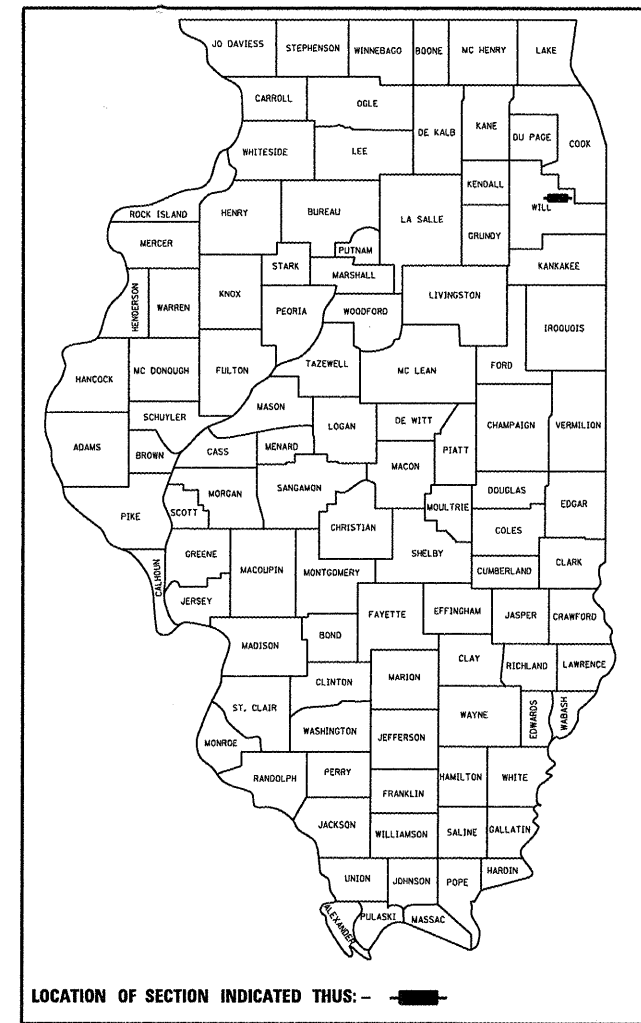 JO DAVIESS STEPHENSON WINNEBAGO BOONE MC HENRY LAKE
CARROLL OGLE DE KALB KANE DU PAGE COOK
WHITESIDE LEE
KENDALL
WILL
ROCK ISLAND HENRY BUREAU LA SALLE GRUNDY
MERCER PUTNAM
STARK MARSHALL KANKAKEE
HENDERSON WARREN KNOX PEORIA WOODFORD LIVINGSTON IROQUOIS
HANCOCK MC DONOUGH FULTON TAZEWELL MC LEAN FORD
SCHUYLER MASON LOGAN DE WITT CHAMPAIGN VERMILION
ADAMS BROWN CASS MENARD MACON PIATT
PIKE SCOTT MORGAN SANGAMON CHRISTIAN MOULTRIE DOUGLAS EDGAR
COLES
CALHOUN GREENE MACOUPIN MONTGOMERY SHELBY CUMBERLAND CLARK
JERSEY FAYETTE EFFINGHAM JASPER CRAWFORD
MADISON BOND
CLAY RICHLAND LAWRENCE
CLINTON MARION
ST. CLAIR WAYNE EDWARDS WABASH
MONROE WASHINGTON JEFFERSON
RANDOLPH PERRY HAMILTON WHITE
FRANKLIN
JACKSON WILLIAMSON SALINE GALLATIN
UNION JOHNSON POPE HARDIN
ALEXANDER PULASKI MASSAC
LOCATION OF SECTION INDICATED THUS: -